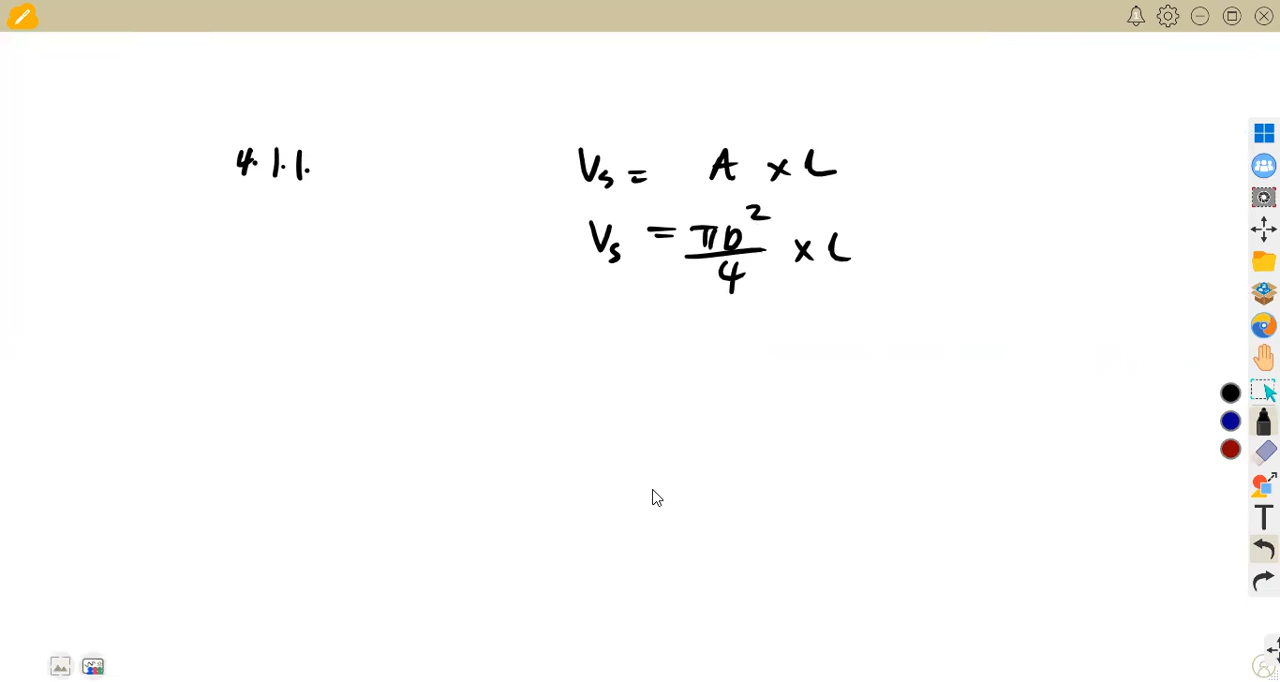 4.1.1.
Vs = A × L
Vs = πD²/4 × L
T